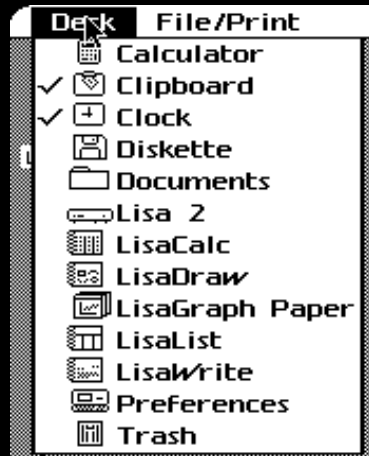 Desk File/Print
Calculator
Clipboard
Clock
Diskette
Documents
Lisa 2
LisaCalc
LisaDraw
LisaGraph Paper
LisaList
LisaWrite
Preferences
Trash